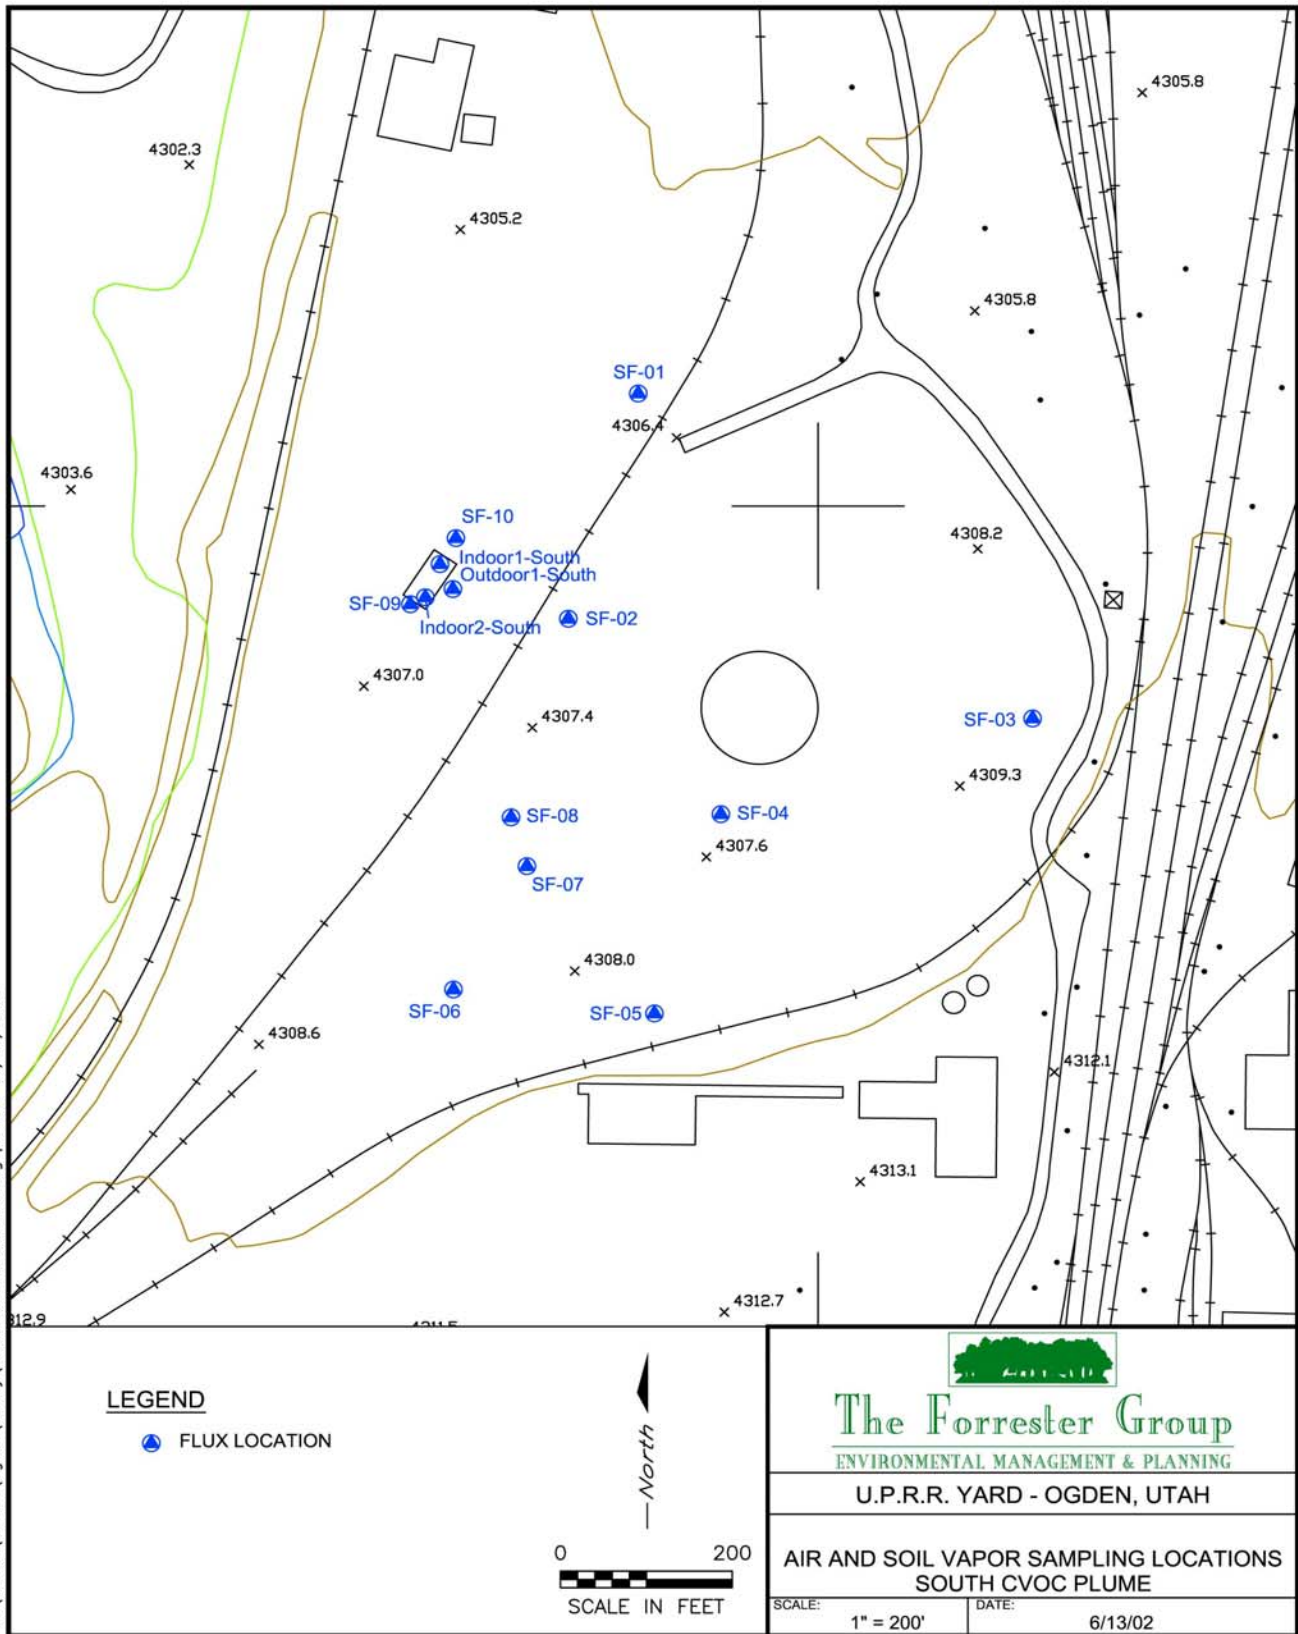 4305.8
4302.3
4305.2
4305.8
SF-01
4306.4
4303.6
SF-10
4308.2
Indoor1-South
Outdoor1-South
SF-09
SF-02
Indoor2-South
4307.0
4307.4
SF-03
4309.3
SF-08
SF-04
4307.6
SF-07
4308.0
SF-06
SF-05
4308.6
4312.1
4313.1
4312.7
312.9
LEGEND
FLUX LOCATION
North
0 200
SCALE IN FEET
The Forrester Group
ENVIRONMENTAL MANAGEMENT & PLANNING
U.P.R.R. YARD - OGDEN, UTAH
AIR AND SOIL VAPOR SAMPLING LOCATIONS
SOUTH CVOC PLUME
SCALE: DATE:
1" = 200' 6/13/02